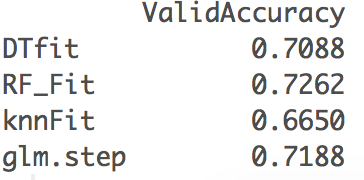 ValidAccuracy
DTfit 0.7088
RF_Fit 0.7262
knnFit 0.6650
glm.step 0.7188